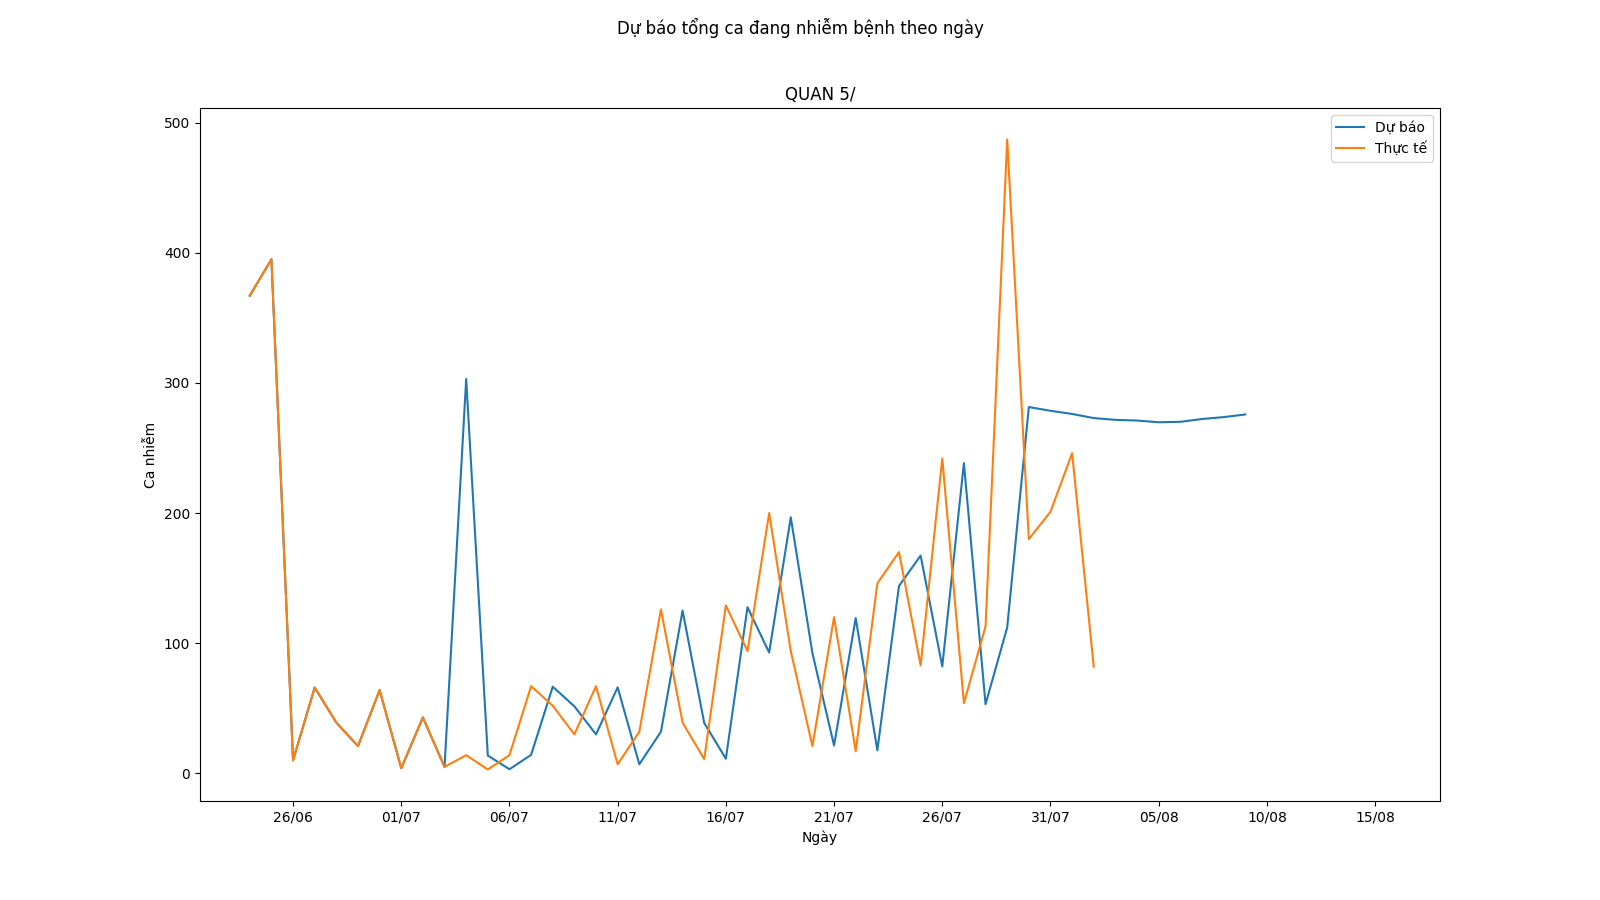 Dự báo tổng ca đang nhiễm bệnh theo ngày
QUAN 5/
Dự báo
Thực tế
500
400
300
200
100
0
Ca nhiễm
26/06
01/07
06/07
11/07
16/07
21/07
26/07
31/07
05/08
10/08
15/08
Ngày